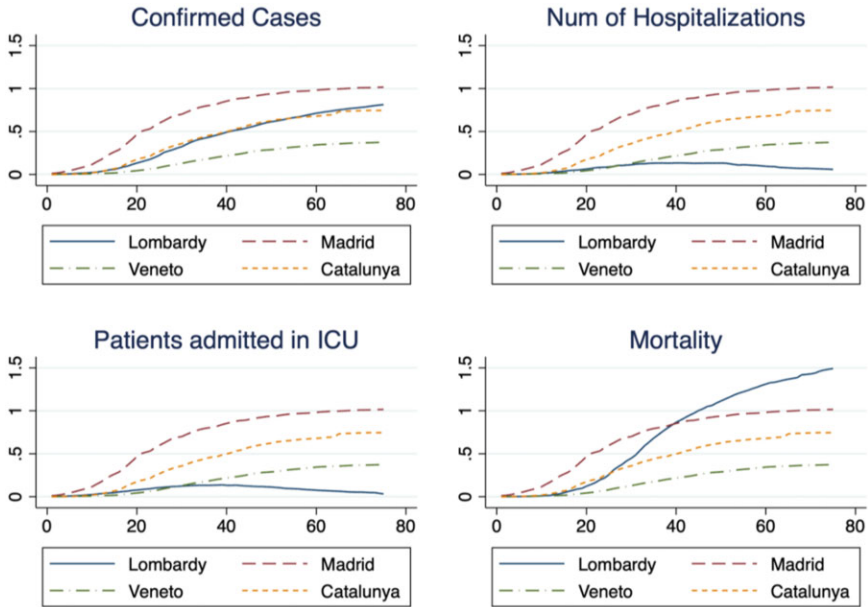 Confirmed Cases
1.5
1
.5
0
0 20 40 60 80
Lombardy Madrid
Veneto Catalunya
Num of Hospitalizations
1.5
1
.5
0
0 20 40 60 80
Lombardy Madrid
Veneto Catalunya
Patients admitted in ICU
1.5
1
.5
0
0 20 40 60 80
Lombardy Madrid
Veneto Catalunya
Mortality
1.5
1
.5
0
0 20 40 60 80
Lombardy Madrid
Veneto Catalunya